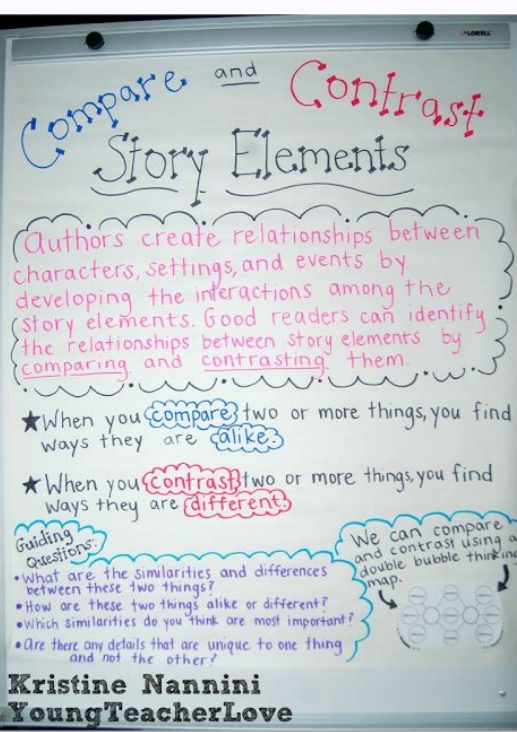 LORELL
Compare and Contrast
Story Elements
Authors create relationships between
characters, settings, and events by
developing the interactions among the
story elements. Good readers can identify
the relationships between story elements by
comparing and contrasting them.
★When you compare two or more things, you find
ways they are alike.
★When you contrast two or more things, you find
ways they are different.
Guiding
Questions:
•What are the similarities and differences
between these two things?
•How are these two things alike or different?
•Which similarities do you think are most important?
•Are there any details that are unique to one thing
and not the other?
We can compare
and contrast using a
double bubble thinking
map.
Kristine Nannini
YoungTeacherLove